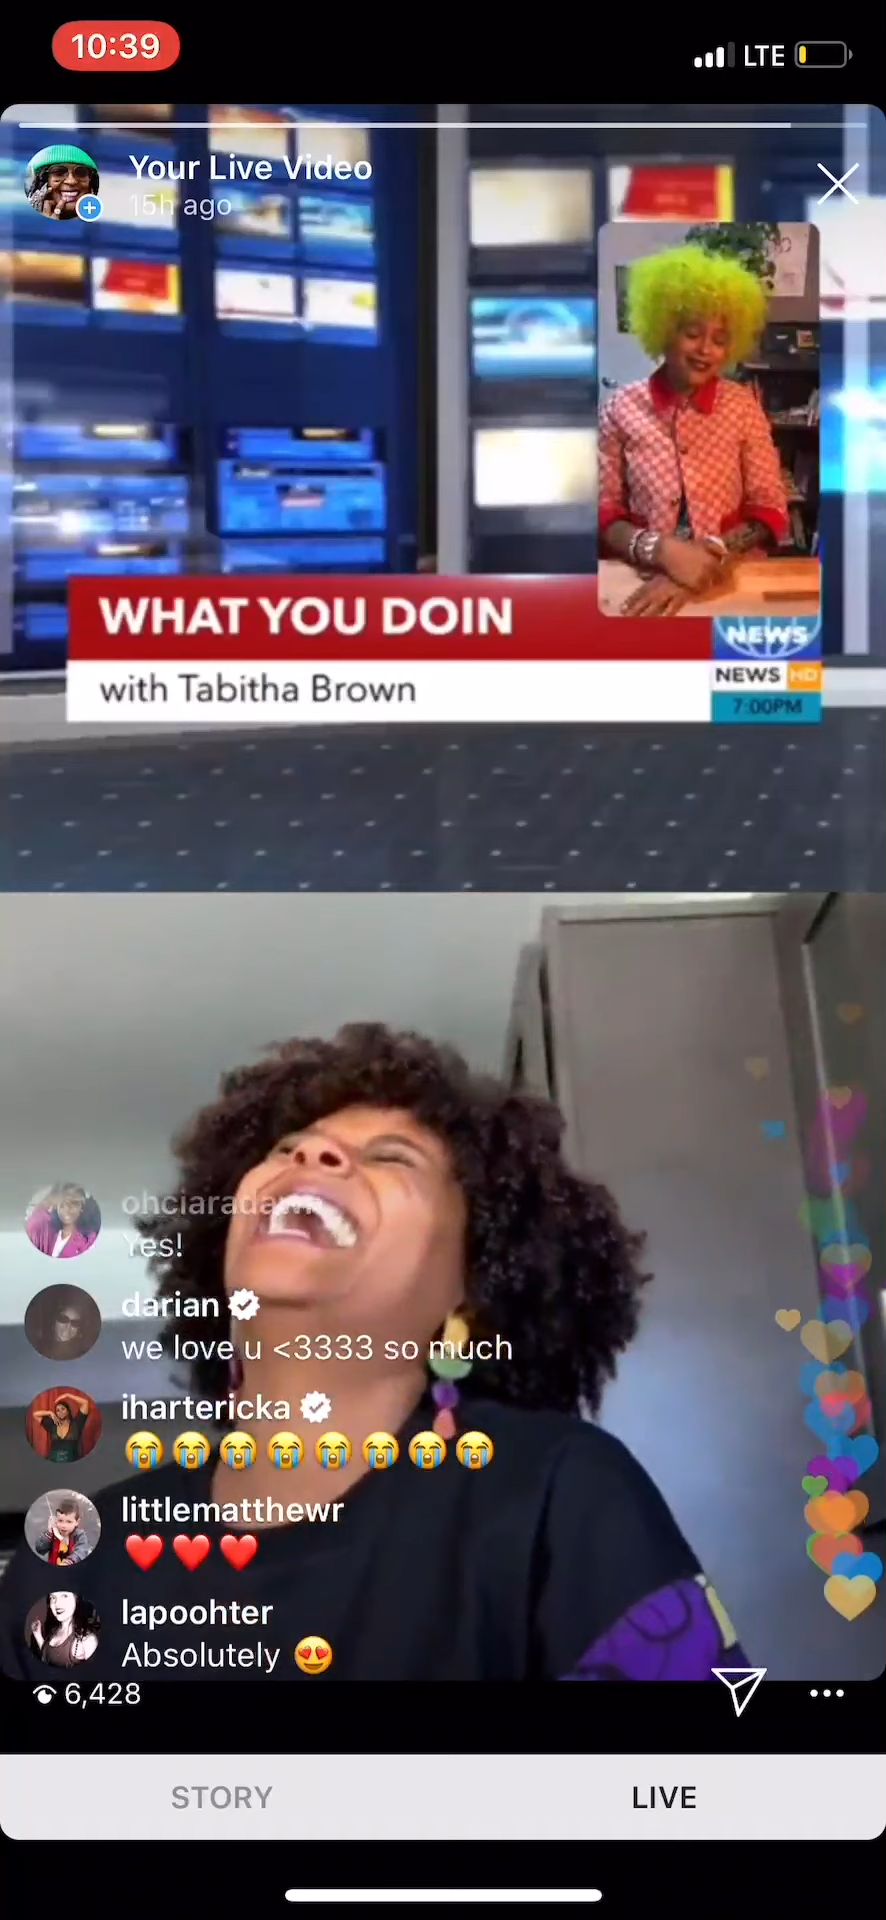 10:39
LTE
Your Live Video
15h ago
WHAT YOU DOIN
with Tabitha Brown
NEWS
NEWS HD
7:00PM
ohciaradawn
Yes!
darian
we love u <3333 so much
ihartericka
😭😭😭😭😭😭😭😭
littlematthewr
❤️❤️❤️
lapoohter
Absolutely 😍
6,428
STORY
LIVE